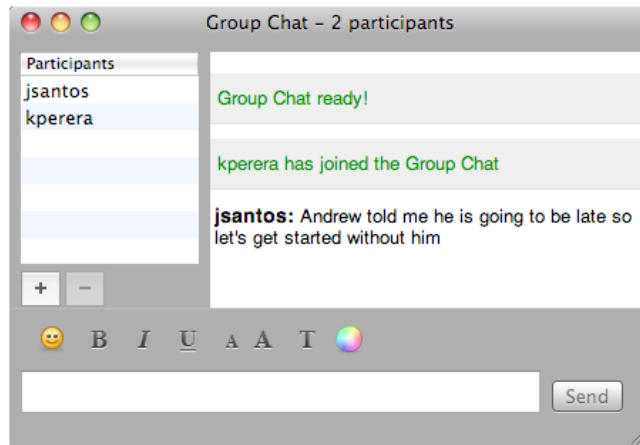 Group Chat – 2 participants
Participants
jsantos
kperera
Group Chat ready!
kperera has joined the Group Chat
jsantos: Andrew told me he is going to be late so
let's get started without him
+ –
B I U A A T
Send